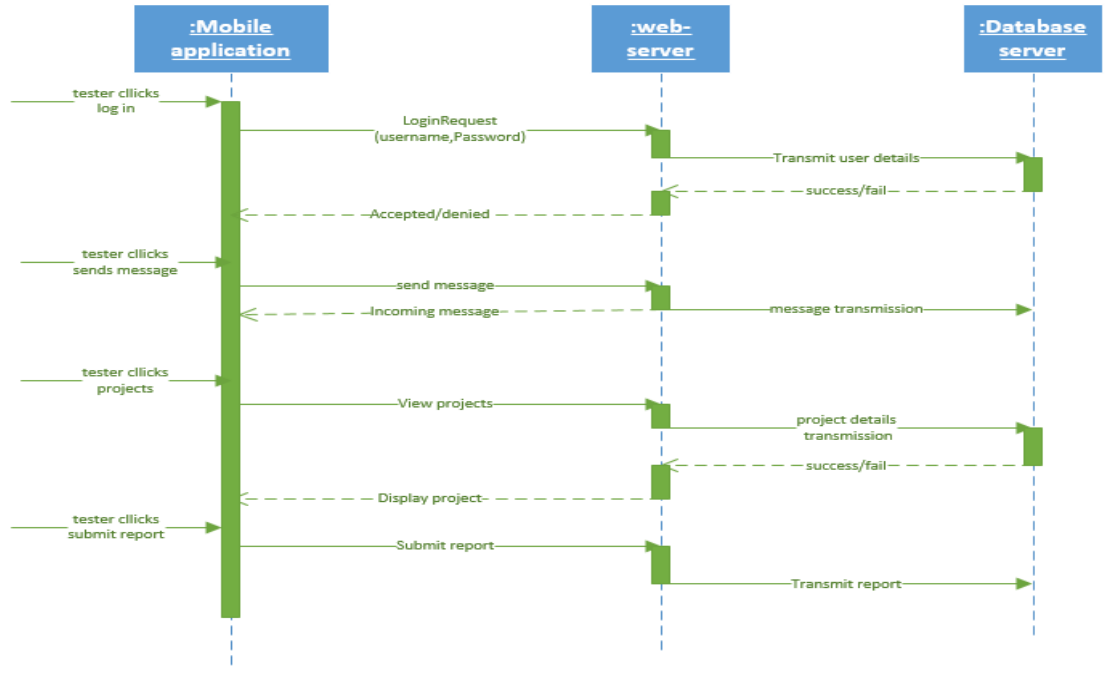 :Mobile
application
:web-
server
:Database
server
tester cllicks
log in
LoginRequest
(username,Password)
Transmit user details
success/fail
Accepted/denied
tester cllicks
sends message
send message
Incoming message
message transmission
tester cllicks
projects
View projects
project details
transmission
success/fail
Display project
tester cllicks
submit report
Submit report
Transmit report